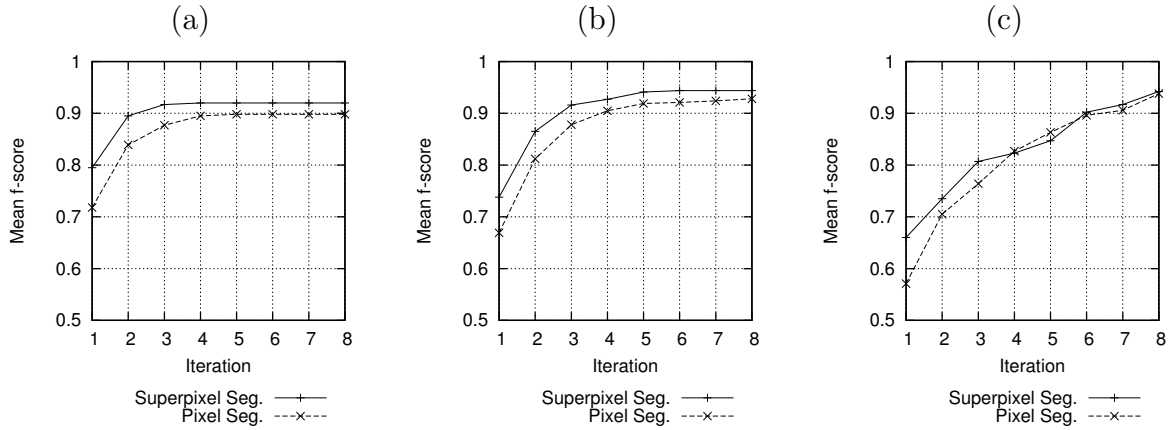 (a)
Mean f-score
1
0.9
0.8
0.7
0.6
0.5
1 2 3 4 5 6 7 8
Iteration
Superpixel Seg.
Pixel Seg.
(b)
Mean f-score
1
0.9
0.8
0.7
0.6
0.5
1 2 3 4 5 6 7 8
Iteration
Superpixel Seg.
Pixel Seg.
(c)
Mean f-score
1
0.9
0.8
0.7
0.6
0.5
1 2 3 4 5 6 7 8
Iteration
Superpixel Seg.
Pixel Seg.